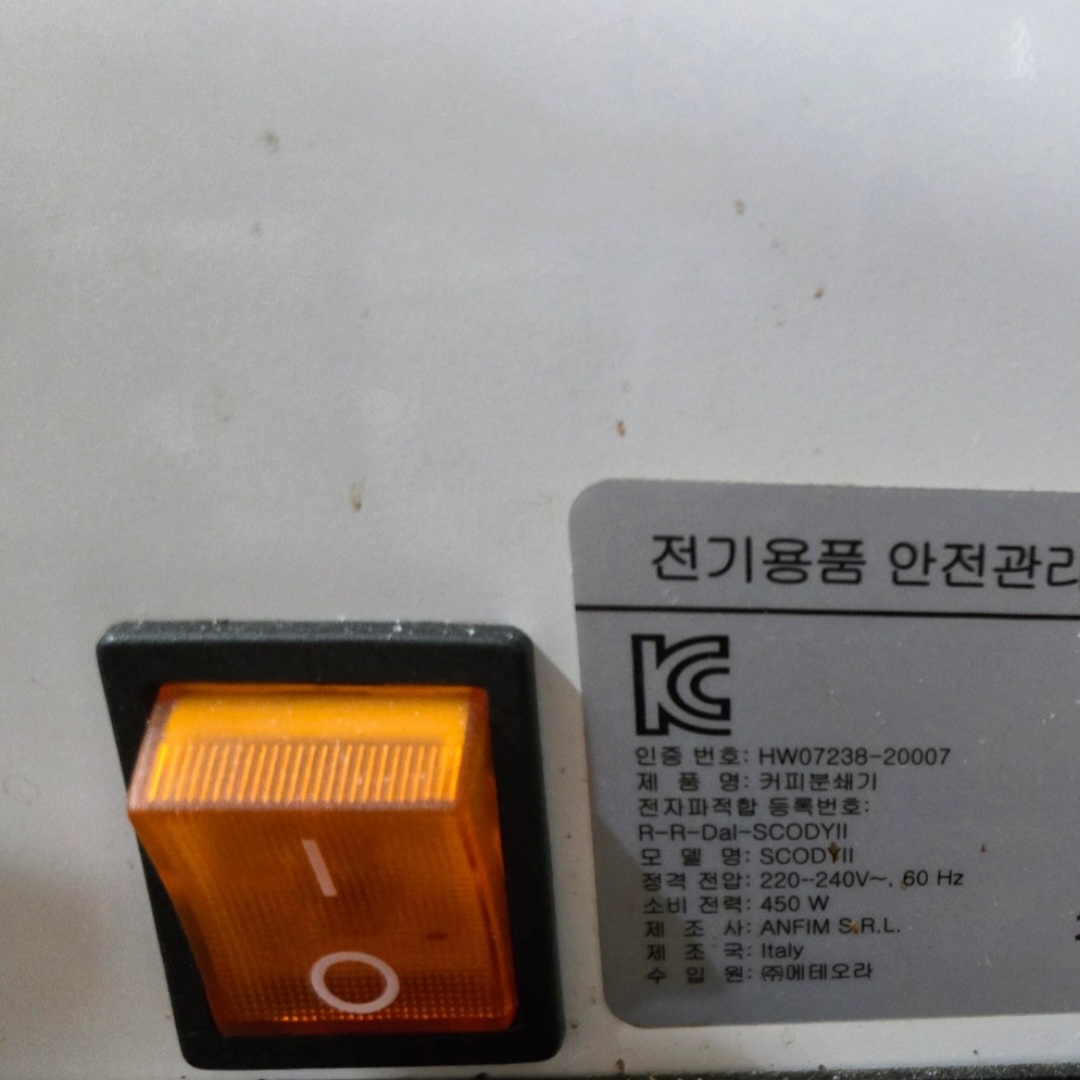 전기용품 안전관리
KC
인증 번호: HW07238-20007
제 품 명: 커피분쇄기
전자파적합 등록번호:
R-R-Dal-SCODYII
모 델 명: SCODYII
정격 전압: 220-240V~, 60 Hz
소비 전력: 450 W
제 조 사: ANFIM S.R.L.
제 조 국: Italy
수 입 원: ㈜메테오라
I
O